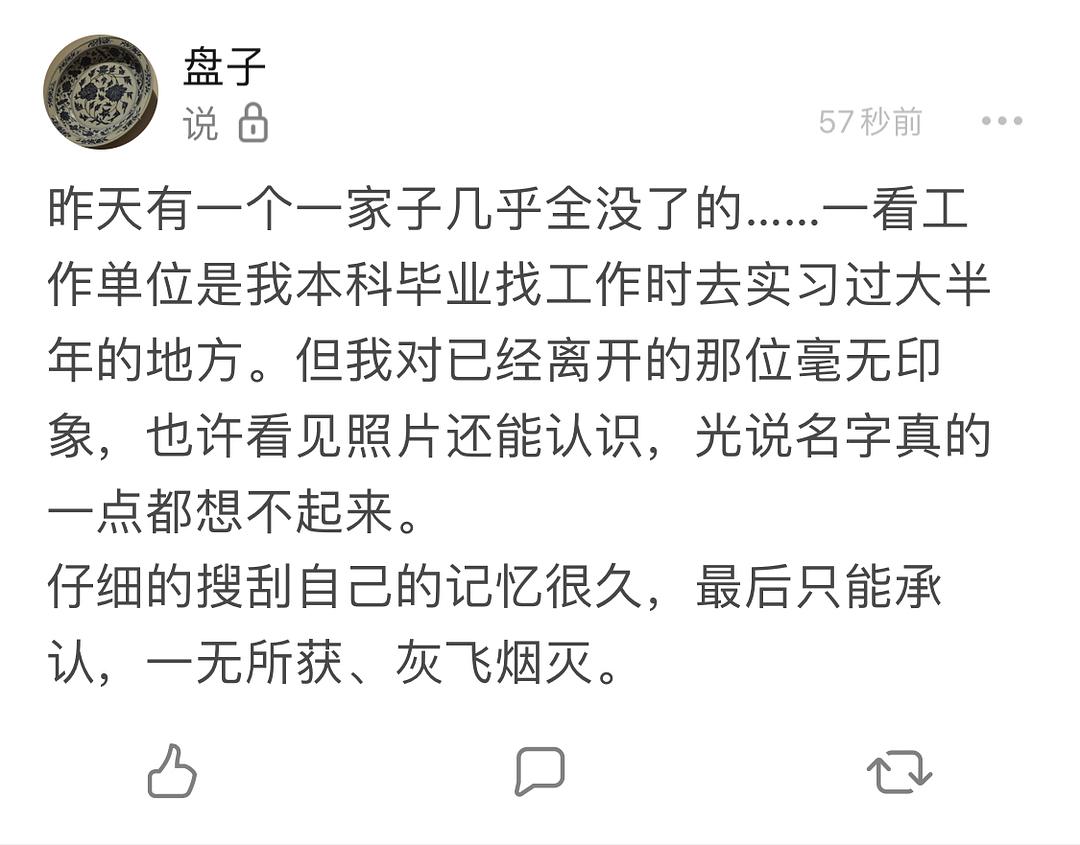 盘子
说
57秒前
昨天有一个一家子几乎全没了的……一看工
作单位是我本科毕业找工作时去实习过大半
年的地方。但我对已经离开的那位毫无印
象，也许看见照片还能认识，光说名字真的
一点都想不起来。
仔细的搜刮自己的记忆很久，最后只能承
认，一无所获、灰飞烟灭。